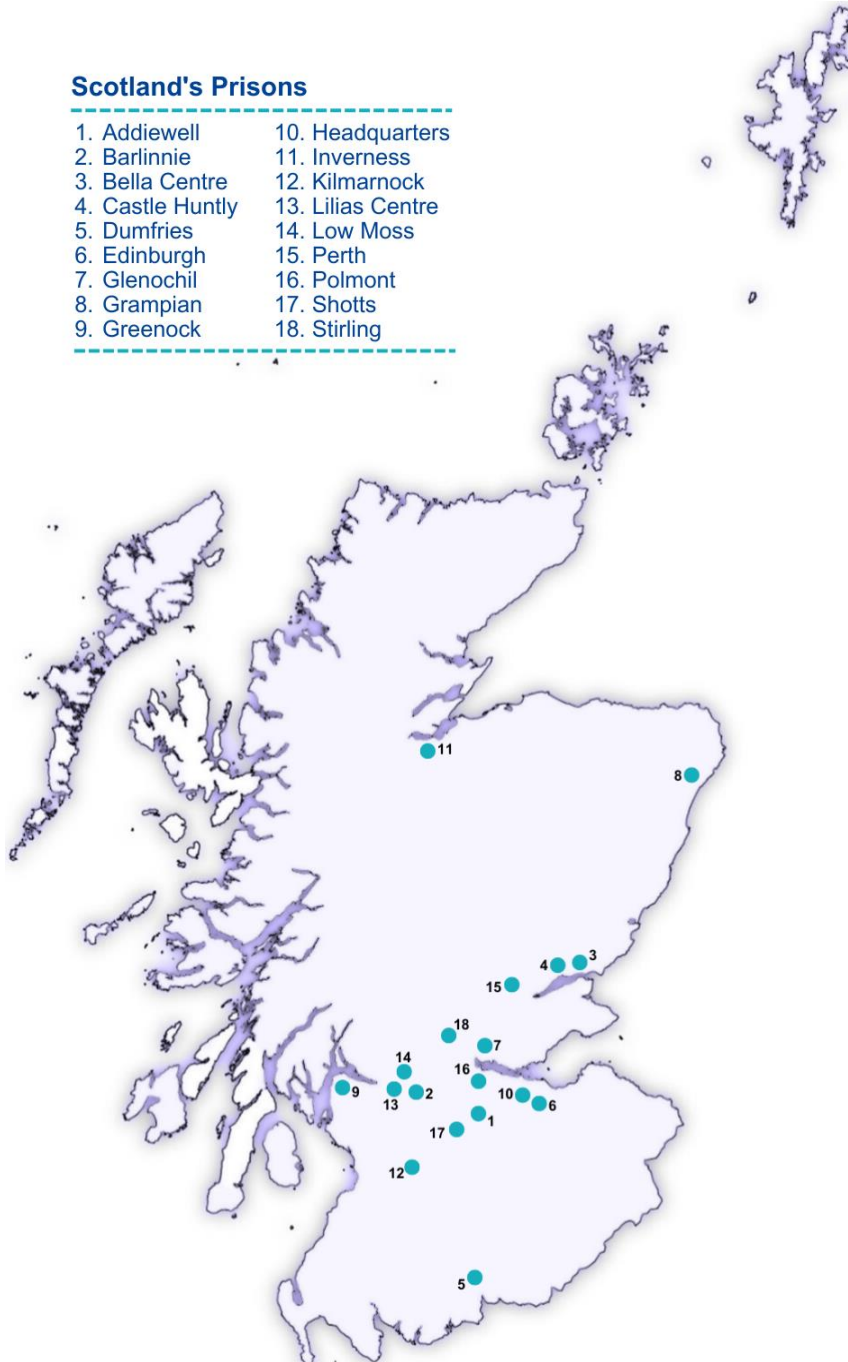 Scotland's Prisons
1. Addiewell
2. Barlinnie
3. Bella Centre
4. Castle Huntly
5. Dumfries
6. Edinburgh
7. Glenochil
8. Grampian
9. Greenock
10. Headquarters
11. Inverness
12. Kilmarnock
13. Lilias Centre
14. Low Moss
15. Perth
16. Polmont
17. Shotts
18. Stirling
11
8
3
4
15
18
7
14
16
9
13
2
10
6
1
17
12
5